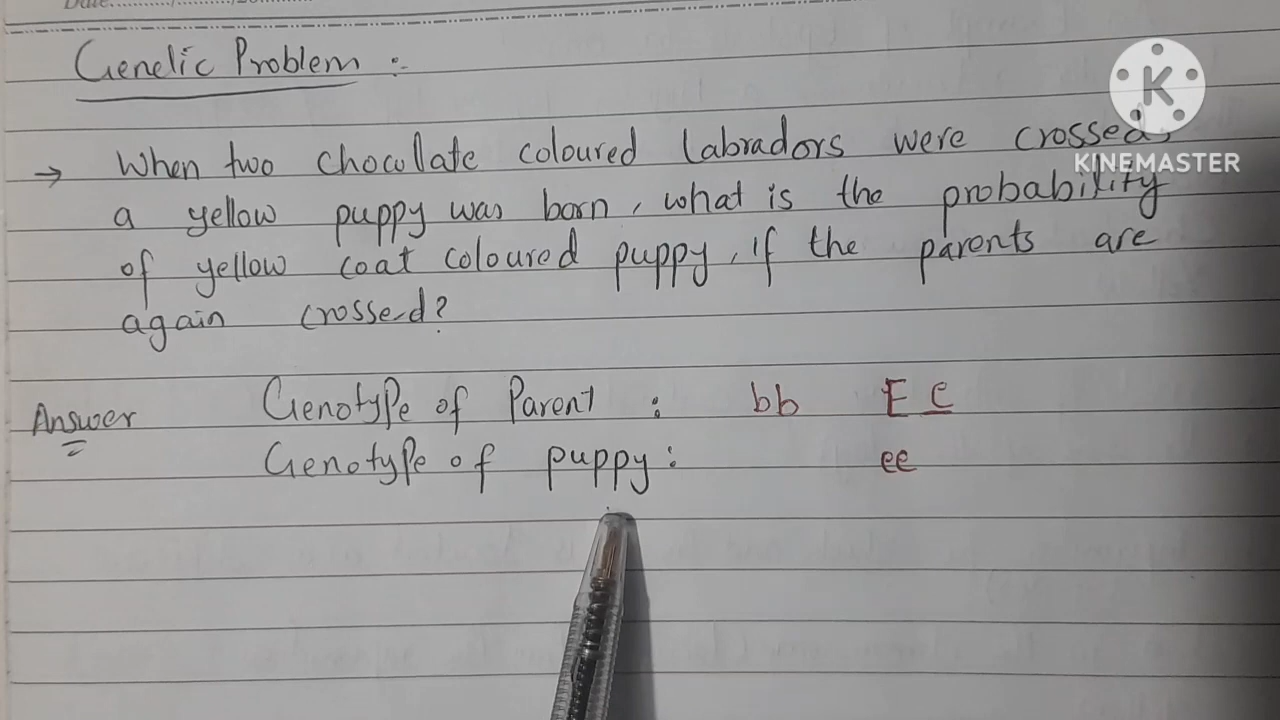 Date............/............/20............
Genetic Problem :-
→ When two chocolate coloured Labradors were crossed,
a yellow puppy was born, what is the probability
of yellow coat coloured puppy, if the parents are
again crossed?
Answer Genotype of Parent : bb Ee
Genotype of puppy: ee
K
KINEMASTER